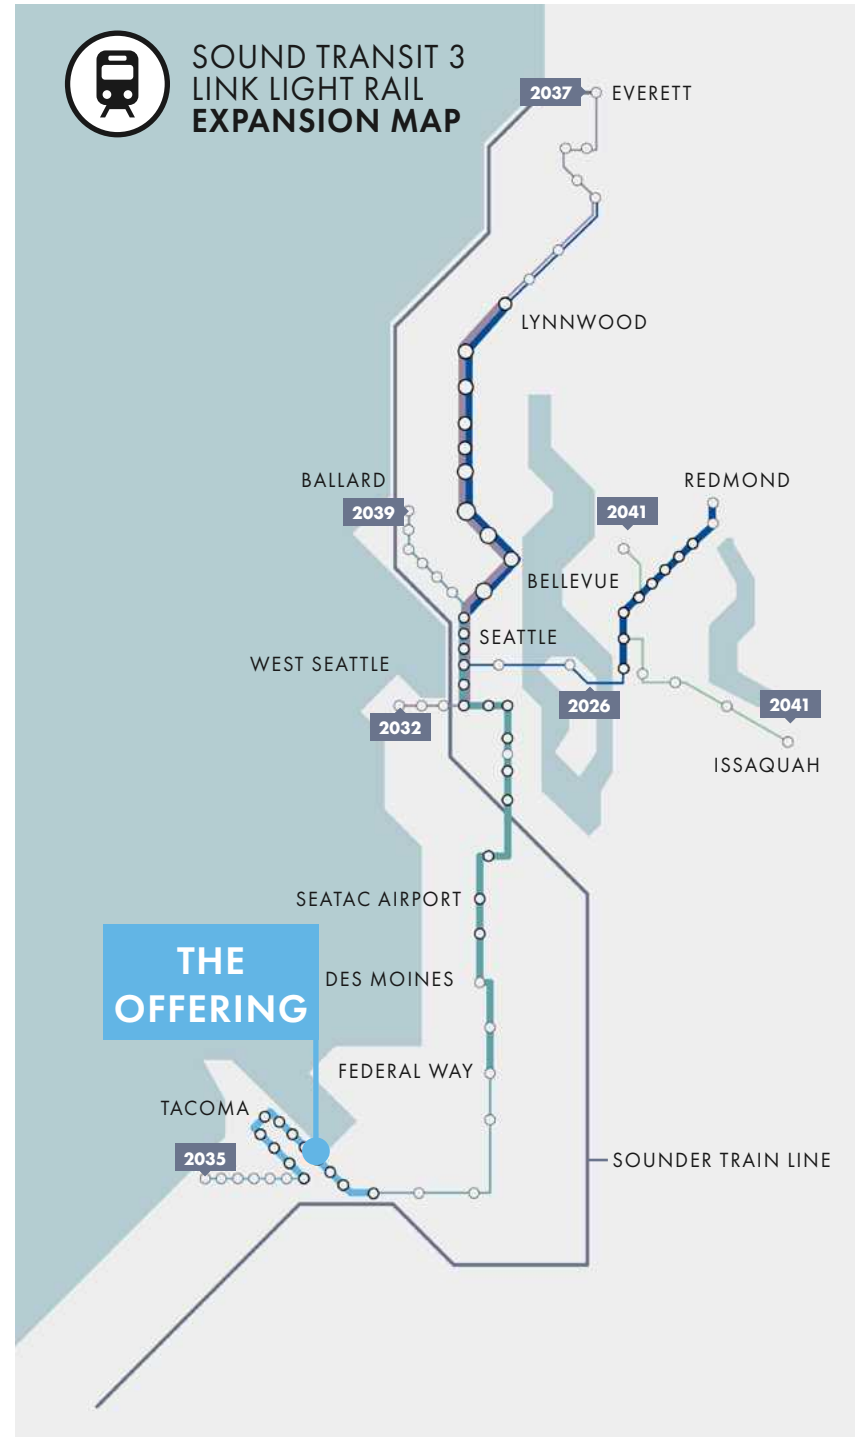 SOUND TRANSIT 3
LINK LIGHT RAIL
EXPANSION MAP
2037
EVERETT
LYNNWOOD
BALLARD
2039
REDMOND
2041
BELLEVUE
SEATTLE
WEST SEATTLE
2032
2026
2041
ISSAQUAH
SEATAC AIRPORT
THE
OFFERING
DES MOINES
FEDERAL WAY
TACOMA
2035
SOUNDER TRAIN LINE